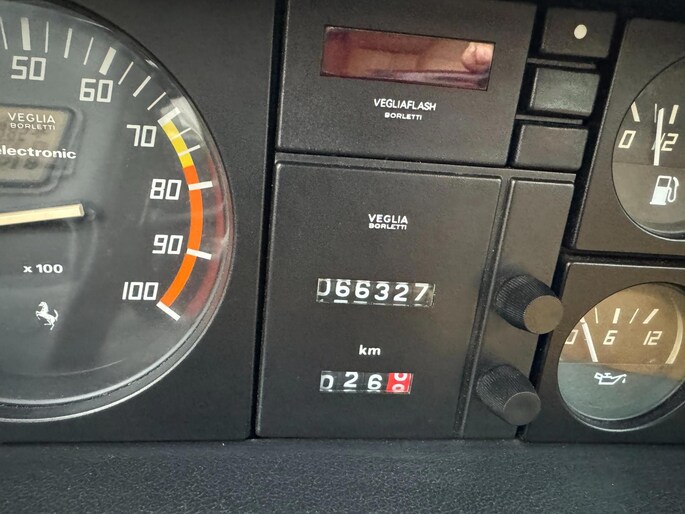 50
60
70
80
90
100
VEGLIA
BORLETTI
electronic
x 100
VEGLIAFLASH
BORLETTI
VEGLIA
BORLETTI
066327
km
026
0 12
0 6 12